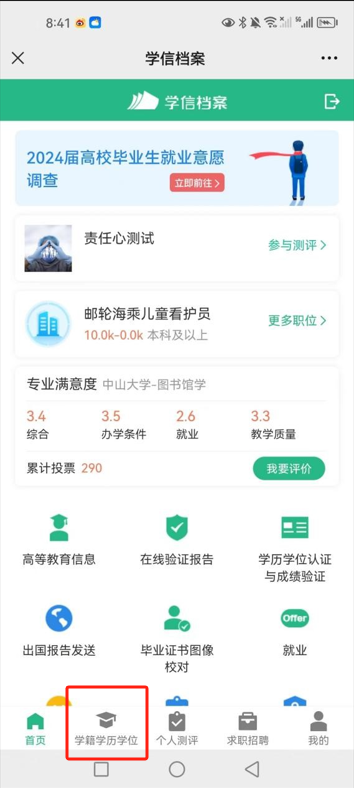 8:41
学信档案
学信档案
2024届高校毕业生就业意愿
调查
立即前往 >
责任心测试
参与测评 >
邮轮海乘儿童看护员
10.0k-0.0k 本科及以上
更多职位 >
专业满意度 中山大学-图书馆学
3.4 3.5 2.6 3.3
综合 办学条件 就业 教学质量
累计投票 290
我要评价
高等教育信息 在线验证报告 学历学位认证
与成绩验证
Offer
出国报告发送 毕业证书图像
校对
就业
首页 学籍学历学位 个人测评 求职招聘 我的